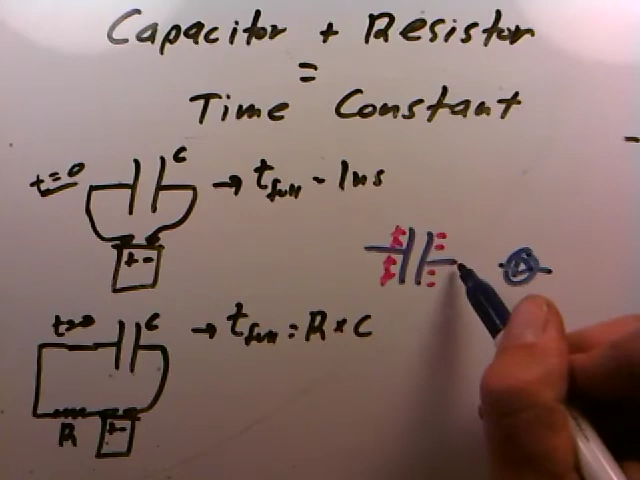 Capacitor + Resistor
=
Time Constant
t=0 C → t full - 1ns
+ -
t=0 C → t full = R × C
R + -